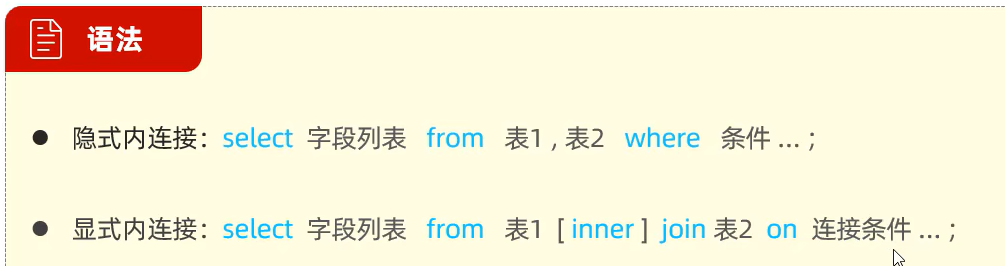 语法
● 隐式内连接：select 字段列表 from 表1 , 表2 where 条件 ... ;
● 显式内连接：select 字段列表 from 表1 [ inner ] join 表2 on 连接条件 ... ;